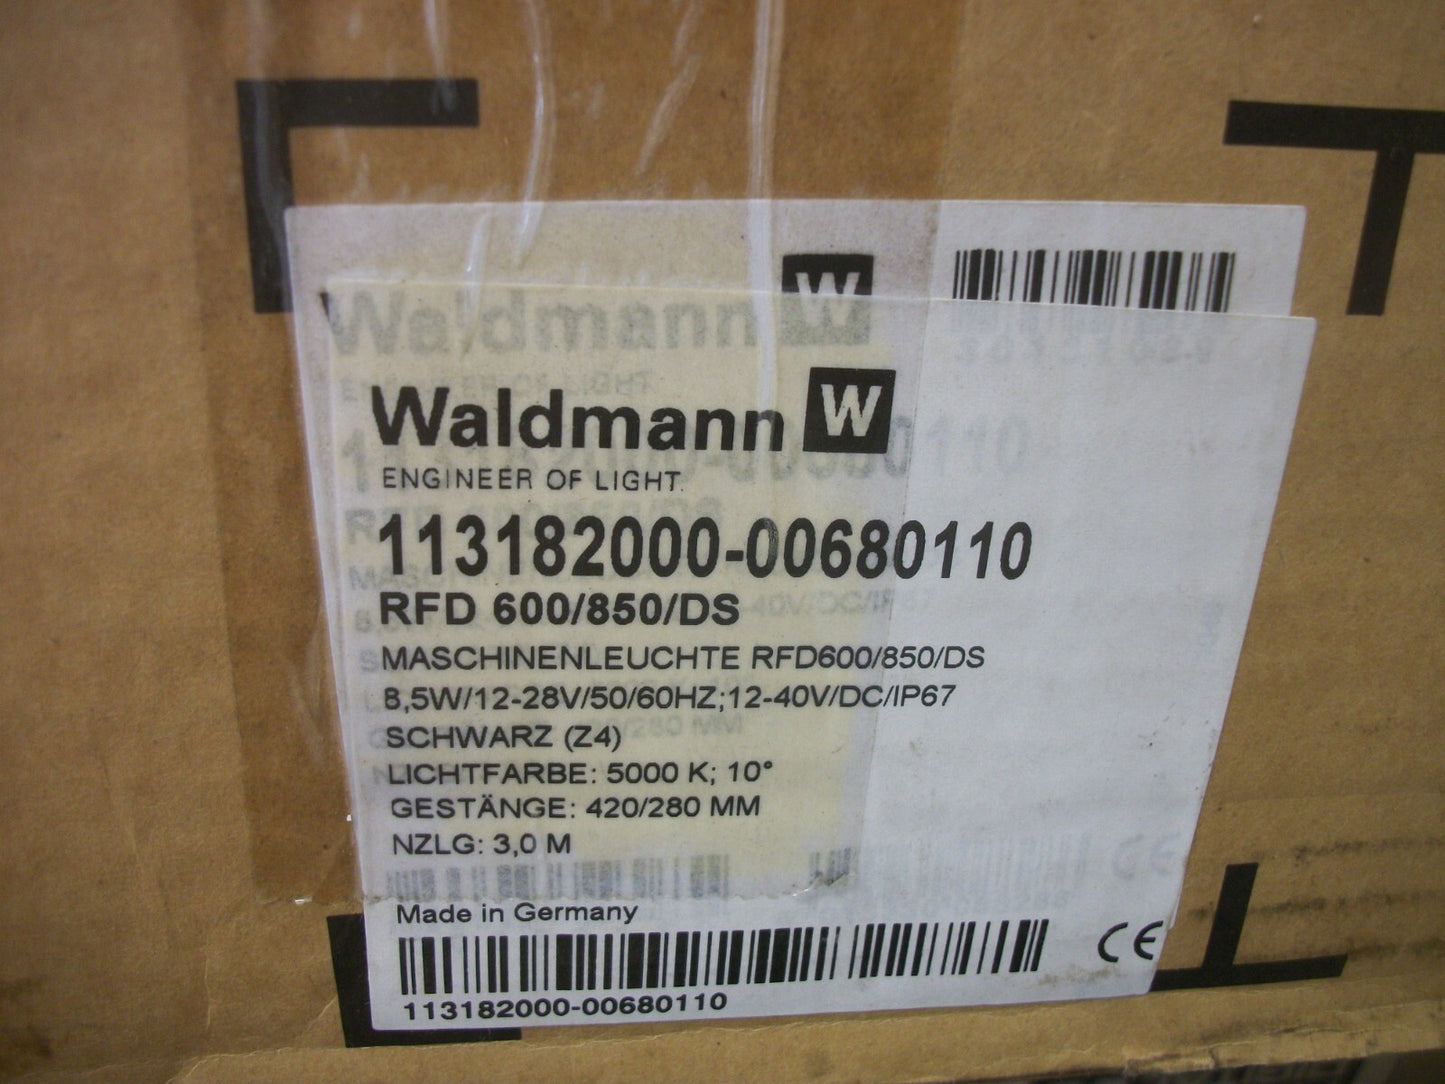 Waldmann W
Waldmann W
ENGINEER OF LIGHT.
113182000-00680110
RFD 600/850/DS
MASCHINENLEUCHTE RFD600/850/DS
8,5W/12-28V/50/60HZ;12-40V/DC/IP67
SCHWARZ (Z4)
LICHTFARBE: 5000 K; 10°
GESTÄNGE: 420/280 MM
NZLG: 3,0 M
Made in Germany
CE
113182000-00680110